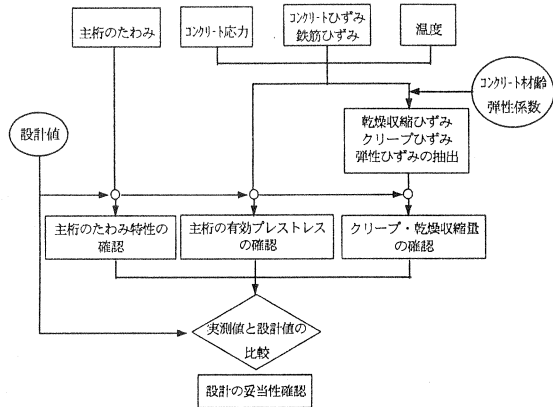 主桁のたわみ
コンクリート応力
コンクリートひずみ
鉄筋ひずみ
温度
コンクリート材齢
弾性係数
設計値
乾燥収縮ひずみ
クリープひずみ
弾性ひずみの抽出
主桁のたわみ特性の
確認
主桁の有効プレストレス
の確認
クリープ・乾燥収縮量
の確認
実測値と設計値の
比較
設計の妥当性確認